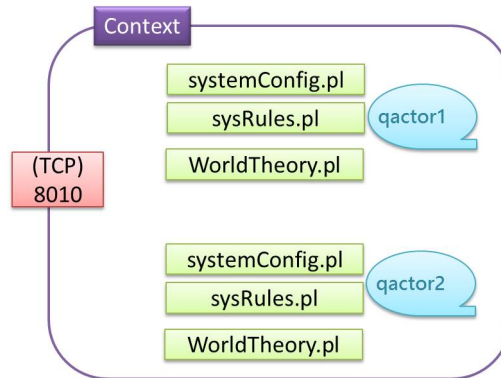 Context
systemConfig.pl
sysRules.pl
qactor1
WorldTheory.pl
(TCP)
8010
systemConfig.pl
sysRules.pl
qactor2
WorldTheory.pl